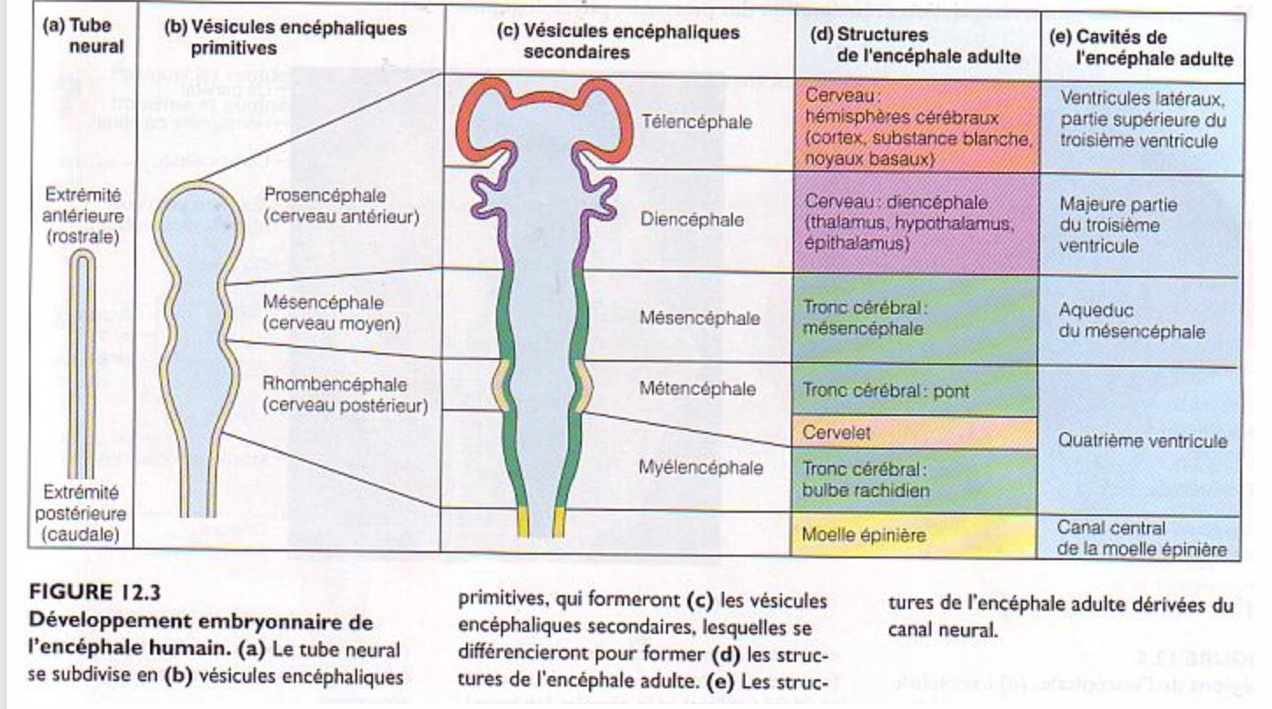 (a) Tube
neural
(b) Vésicules encéphaliques
primitives
(c) Vésicules encéphaliques
secondaires
(d) Structures
de l'encéphale adulte
(e) Cavités de
l'encéphale adulte
Extrémité
antérieure
(rostrale)
Extrémité
postérieure
(caudale)
Prosencéphale
(cerveau antérieur)
Mésencéphale
(cerveau moyen)
Rhombencéphale
(cerveau postérieur)
Télencéphale
Diencéphale
Mésencéphale
Métencéphale
Myélencéphale
Cerveau :
hémisphères cérébraux
(cortex, substance blanche,
noyaux basaux)
Cerveau : diencéphale
(thalamus, hypothalamus,
épithalamus)
Tronc cérébral :
mésencéphale
Tronc cérébral : pont
Cervelet
Tronc cérébral :
bulbe rachidien
Moelle épinière
Ventricules latéraux,
partie supérieure du
troisième ventricule
Majeure partie
du troisième
ventricule
Aqueduc
du mésencéphale
Quatrième ventricule
Canal central
de la moelle épinière
FIGURE 12.3
Développement embryonnaire de
l'encéphale humain. (a) Le tube neural
se subdivise en (b) vésicules encéphaliques
primitives, qui formeront (c) les vésicules
encéphaliques secondaires, lesquelles se
différencieront pour former (d) les struc-
tures de l'encéphale adulte. (e) Les struc-
tures de l'encéphale adulte dérivées du
canal neural.